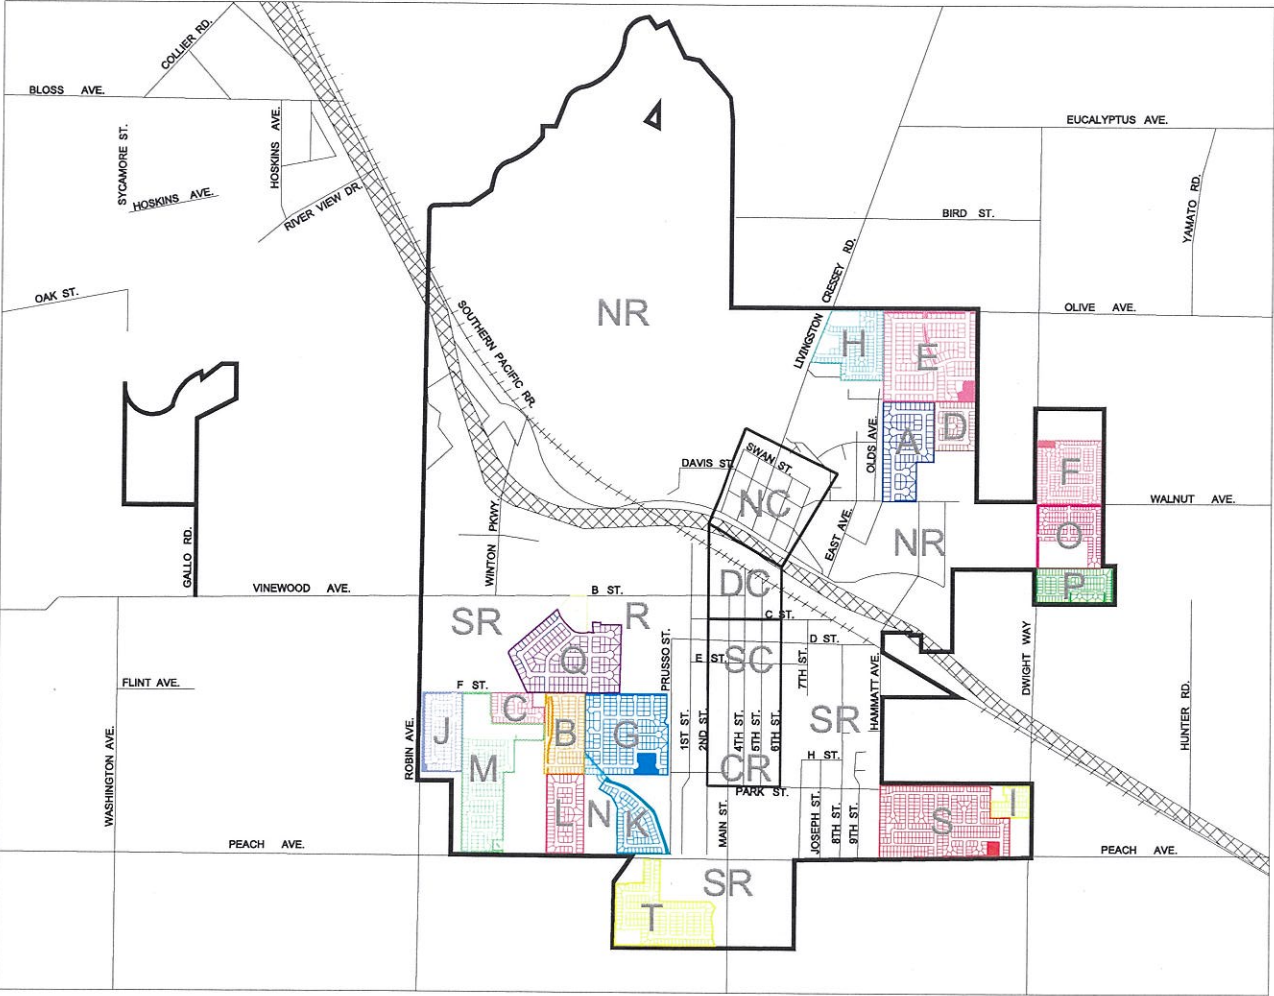 COLLIER RD.
BLOSS AVE.
EUCALYPTUS AVE.
SYCAMORE ST.
HOSKINS AVE.
HOSKINS AVE.
RIVER VIEW DR.
YAMATO RD.
BIRD ST.
LIVINGSTON CRESSEY RD.
OAK ST.
SOUTHERN PACIFIC RR.
NR
OLIVE AVE.
H
E
OLDS AVE.
A
D
DAVIS ST.
SWAN ST.
NC
F
WALNUT AVE.
WINTON PKWY.
EAST AVE.
NR
O
GALLO RD.
VINEWOOD AVE.
B ST.
DC
P
C ST.
SR
R
D ST.
Q
PRUSSO ST.
E ST.
SC
7TH ST.
HAMMATT AVE.
DWIGHT WAY
FLINT AVE.
F ST.
C
J
B
G
M
ROBIN AVE.
WASHINGTON AVE.
1ST ST.
2ND ST.
4TH ST.
5TH ST.
6TH ST.
SR
HUNTER RD.
H ST.
CR
PARK ST.
L
N
K
MAIN ST.
JOSEPH ST.
8TH ST.
9TH ST.
S
I
PEACH AVE.
PEACH AVE.
SR
T